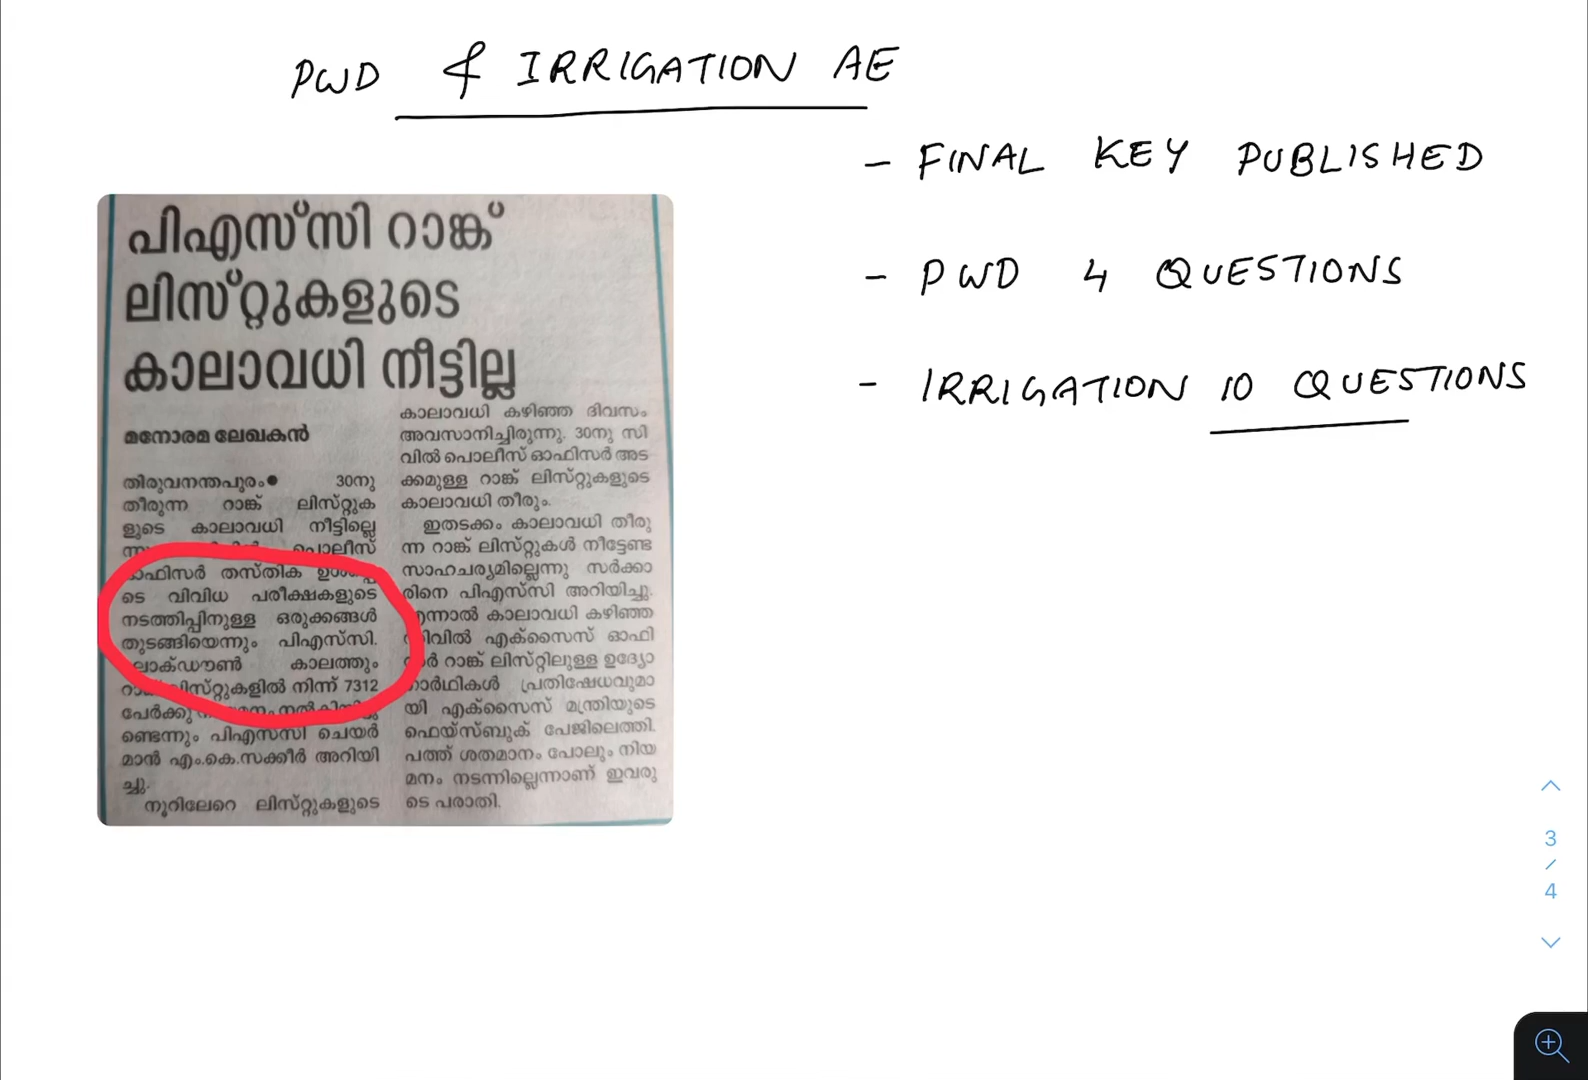 PWD & IRRIGATION AE
- FINAL KEY PUBLISHED
- PWD 4 QUESTIONS
- IRRIGATION 10 QUESTIONS
പിഎസ്‌സി റാങ്ക്
ലിസ്റ്റുകളുടെ
കാലാവധി നീട്ടില്ല
മനോരമ ലേഖകൻ
തിരുവനന്തപുരം● 30നു
തീരുന്ന റാങ്ക് ലിസ്റ്റുക
ളുടെ കാലാവധി നീട്ടില്ലെ
പൊലീസ്
ഓഫിസർ തസ്തിക
ടെ വിവിധ പരീക്ഷകളുടെ
നടത്തിപ്പിനുള്ള ഒരുക്കങ്ങൾ
തുടങ്ങിയെന്നും പിഎസ്‌സി.
ലോക്ഡൗൺ കാലത്തും
റാങ്ക് ലിസ്റ്റുകളിൽ നിന്ന് 7312
പേർക്കു
ണ്ടെന്നും പിഎസ്‌സി ചെയർ
മാൻ എം.കെ.സക്കീർ അറിയി
ച്ചു.
നൂറിലേറെ ലിസ്റ്റുകളുടെ
കാലാവധി കഴിഞ്ഞ ദിവസം
അവസാനിച്ചിരുന്നു. 30നു സി
വിൽ പൊലീസ് ഓഫിസർ അട
ക്കമുള്ള റാങ്ക് ലിസ്റ്റുകളുടെ
കാലാവധി തീരും.
ഇതടക്കം കാലാവധി തീരു
ന്ന റാങ്ക് ലിസ്റ്റുകൾ നീട്ടേണ്ട
സാഹചര്യമില്ലെന്നു സർക്കാ
രിനെ പിഎസ്‌സി അറിയിച്ചു.
എന്നാൽ കാലാവധി കഴിഞ്ഞ
സിവിൽ എക്സൈസ് ഓഫി
സർ റാങ്ക് ലിസ്റ്റിലുള്ള ഉദ്യോ
ഗാർഥികൾ പ്രതിഷേധവുമാ
യി എക്സൈസ് മന്ത്രിയുടെ
ഫെയ്സ്ബുക് പേജിലെത്തി.
പത്ത് ശതമാനം പോലും നിയ
മനം നടന്നില്ലെന്നാണ് ഇവരു
ടെ പരാതി.
3
/
4